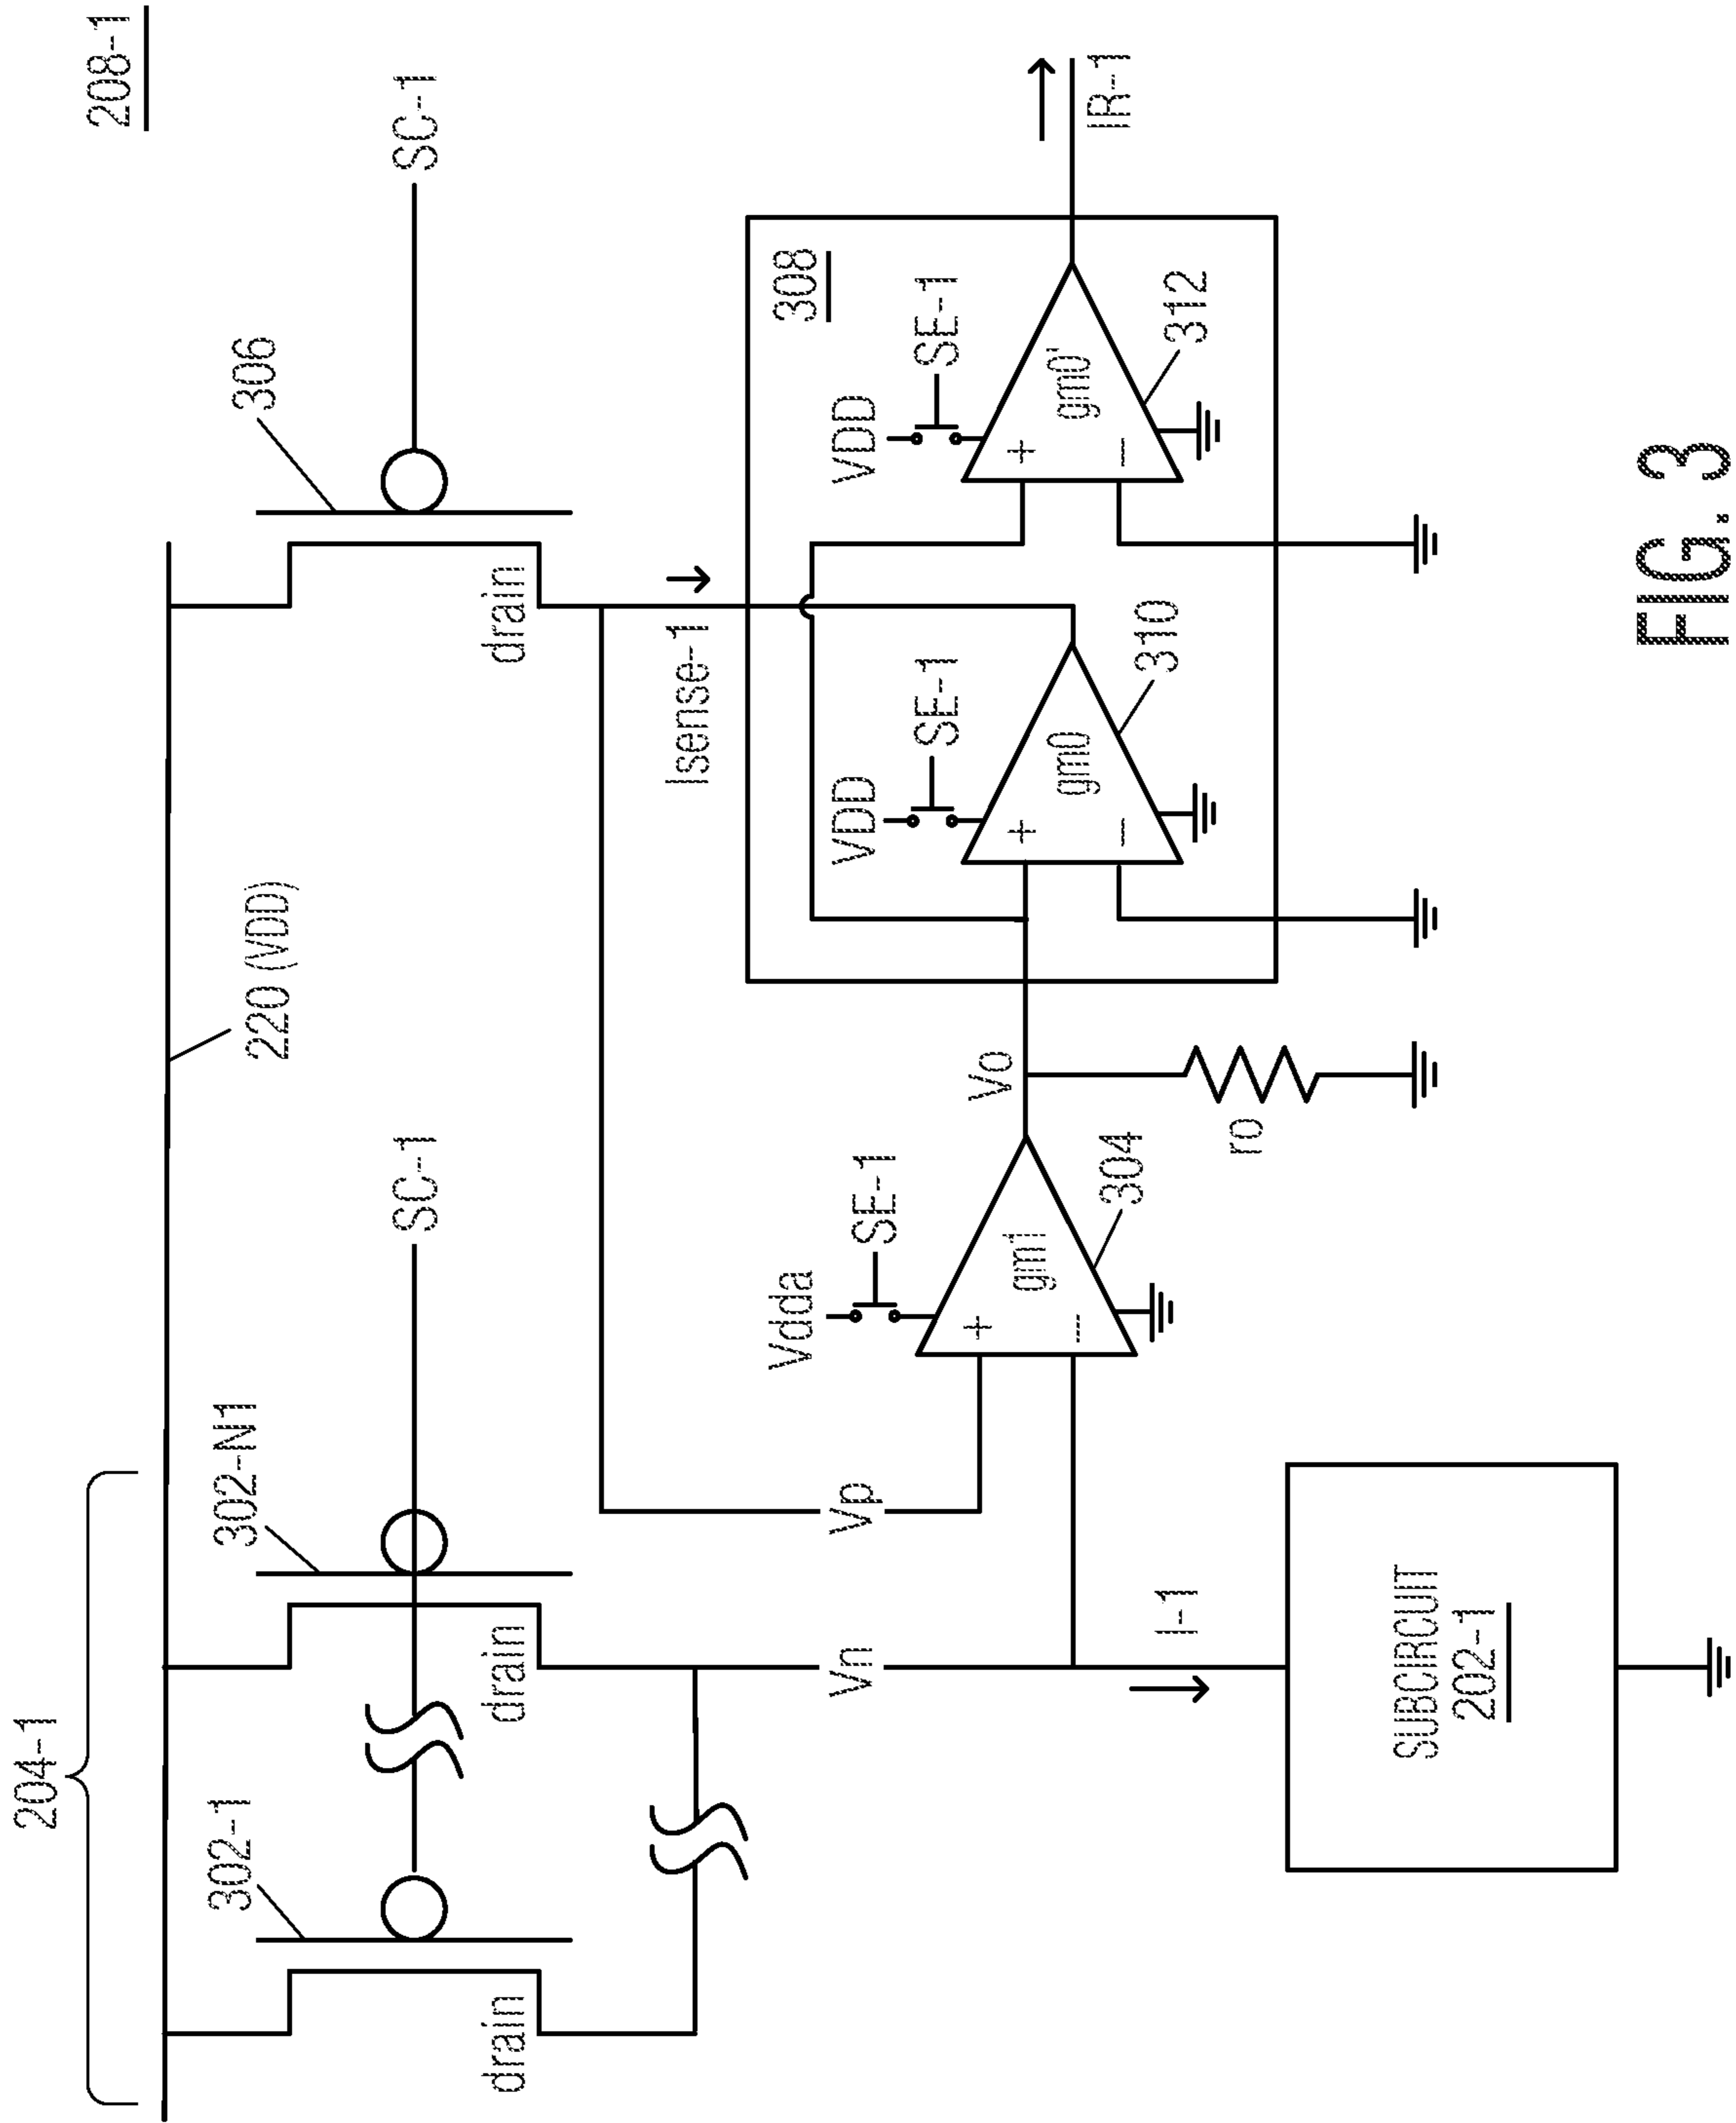 208-1
204-1
302-1
302-N1
220 (VDD)
306
SC-1
SC-1
drain
drain
drain
Isense-1
Vn
Vp
Vdda
SE-1
VDD
SE-1
VDD
SE-1
308
+
-
gm1
304
Vo
+
-
gm0
310
+
-
gm0'
312
IR-1
ro
I-1
SUBCIRCUIT
202-1
FIG. 3